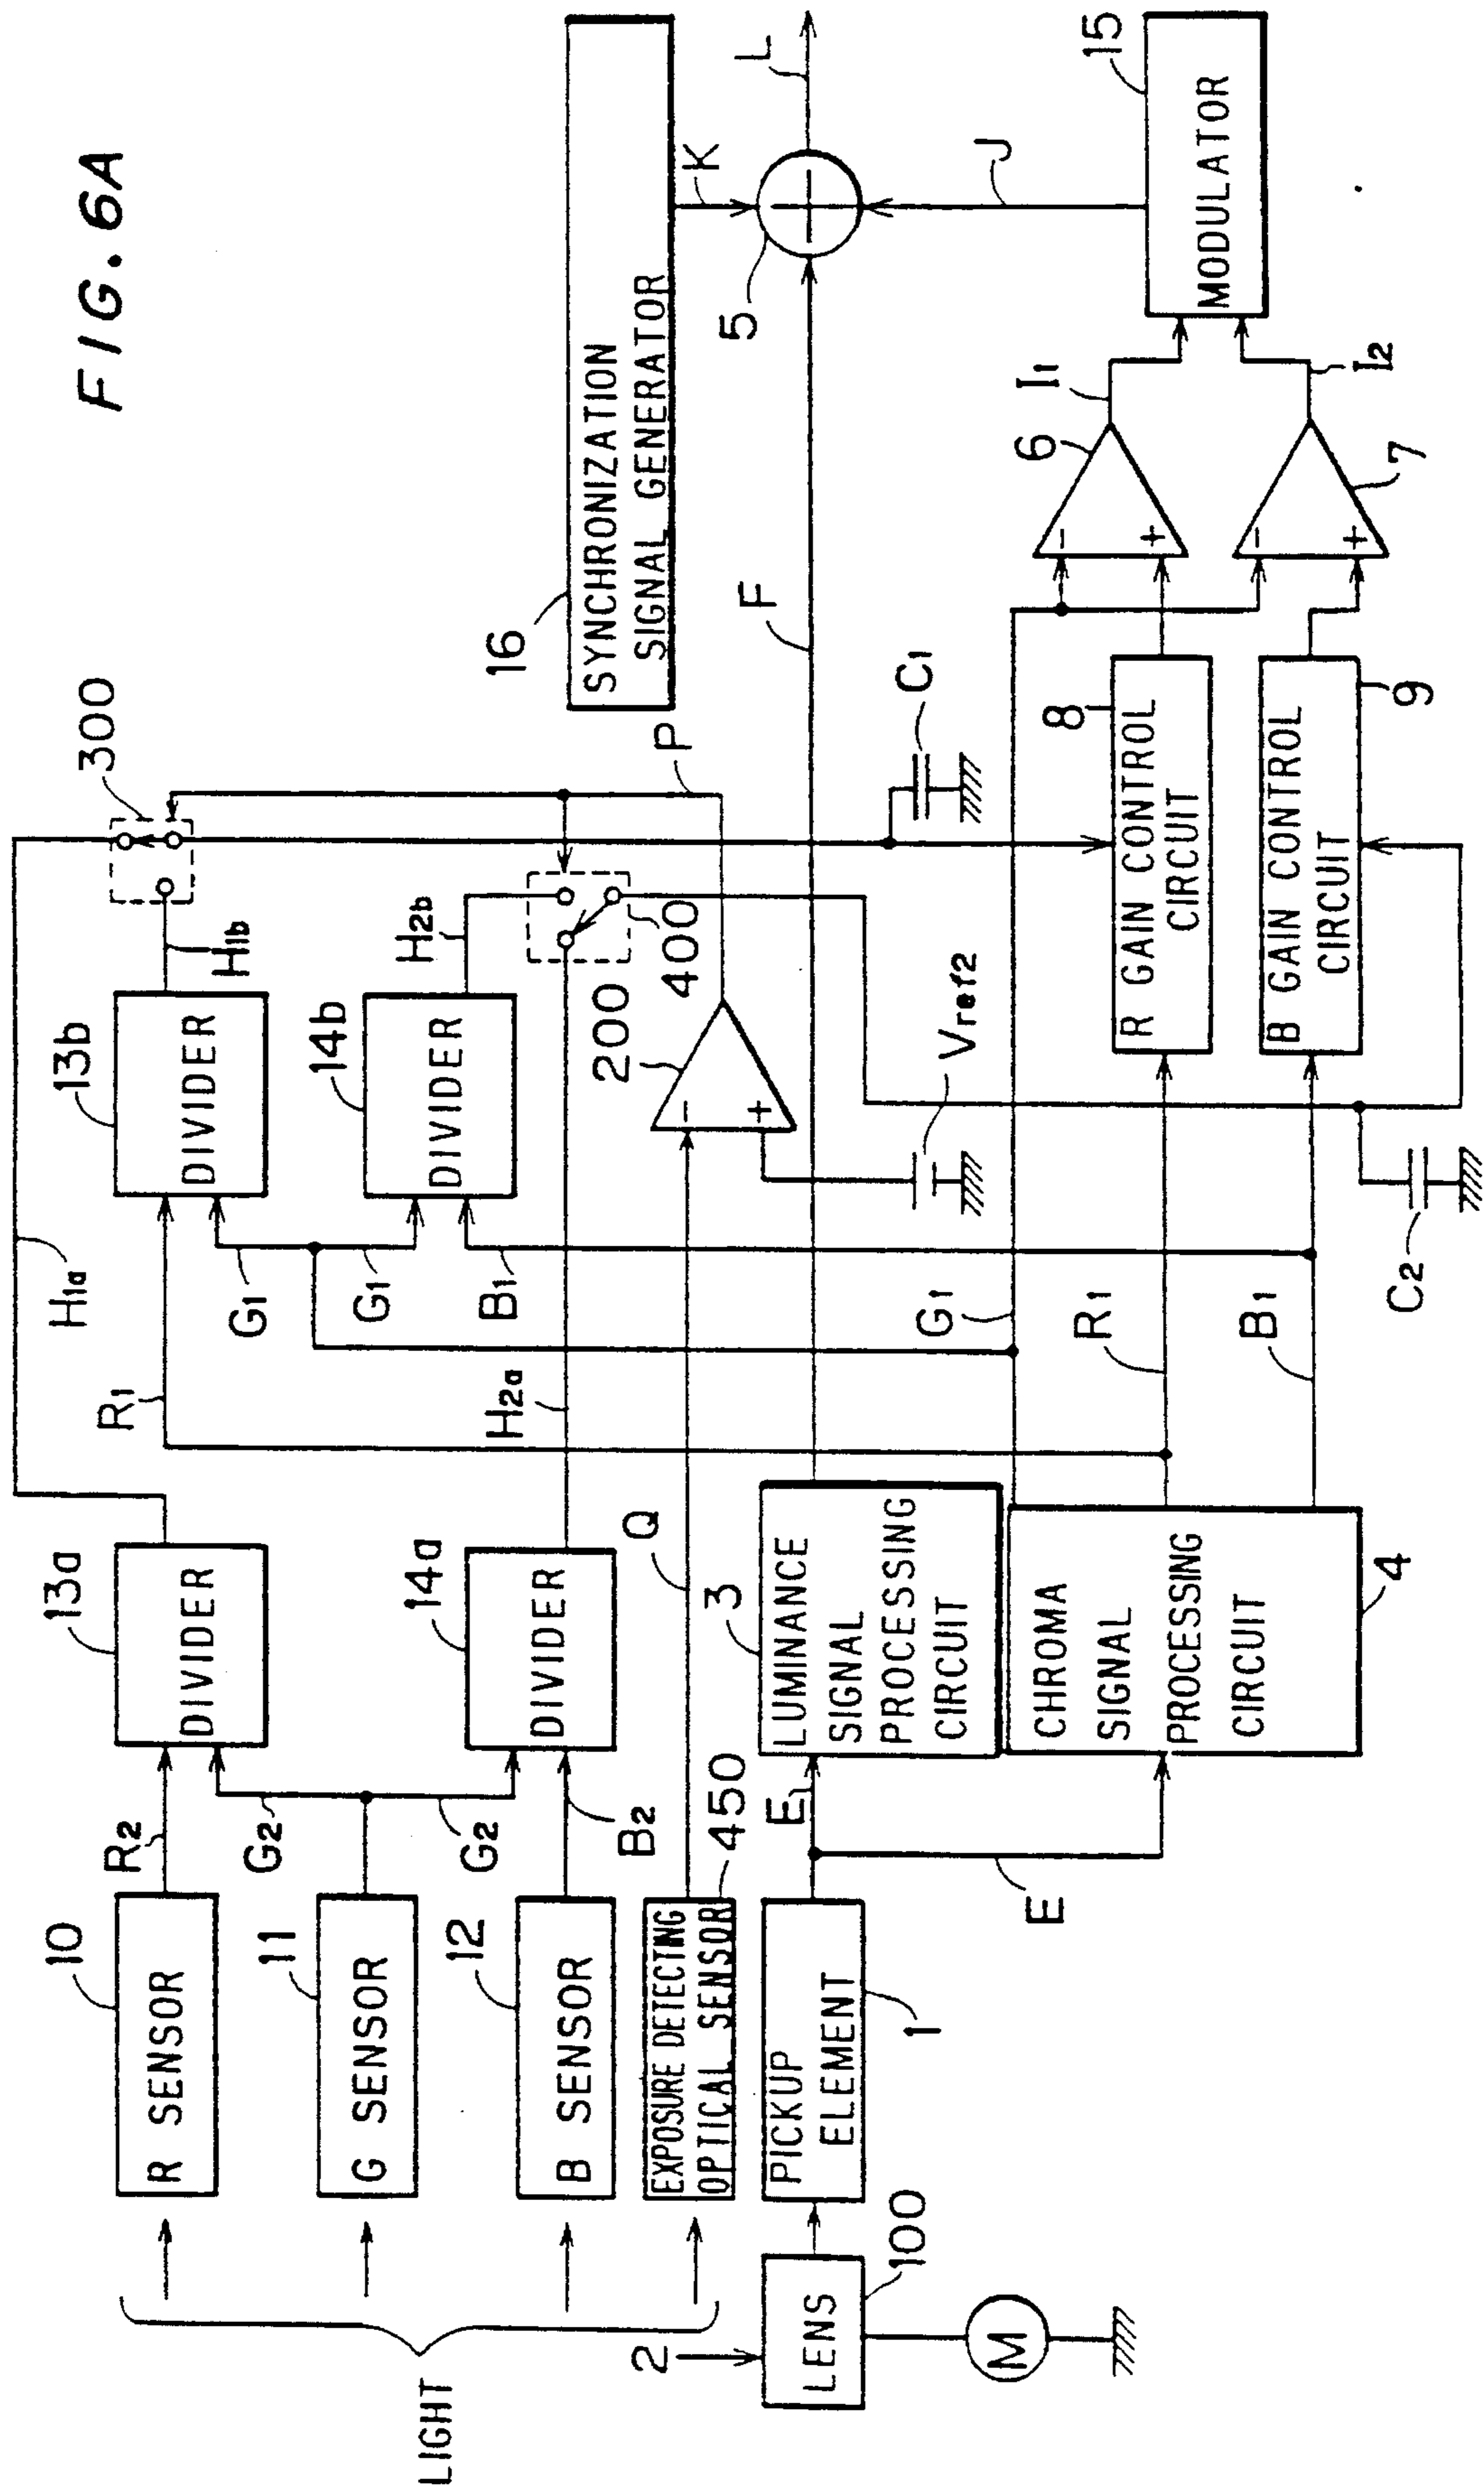 FIG. 6A
LIGHT
10
R SENSOR
R2
11
G SENSOR
G2
G2
12
B SENSOR
B2
EXPOSURE DETECTING
OPTICAL SENSOR
450
Q
2
LENS
100
M
PICKUP
ELEMENT
1
E
E
3
LUMINANCE
SIGNAL
PROCESSING
CIRCUIT
CHROMA
SIGNAL
PROCESSING
CIRCUIT
4
13a
DIVIDER
14a
DIVIDER
H1a
H2a
R1
G1
G1
B1
13b
DIVIDER
H1b
14b
DIVIDER
H2b
300
400
200
-
+
Vref2
P
F
G1
R1
B1
C1
C2
8
R GAIN CONTROL
CIRCUIT
B GAIN CONTROL
CIRCUIT
9
6
-
+
I1
7
-
+
I2
16
SYNCHRONIZATION
SIGNAL GENERATOR
K
5
L
J
15
MODULATOR